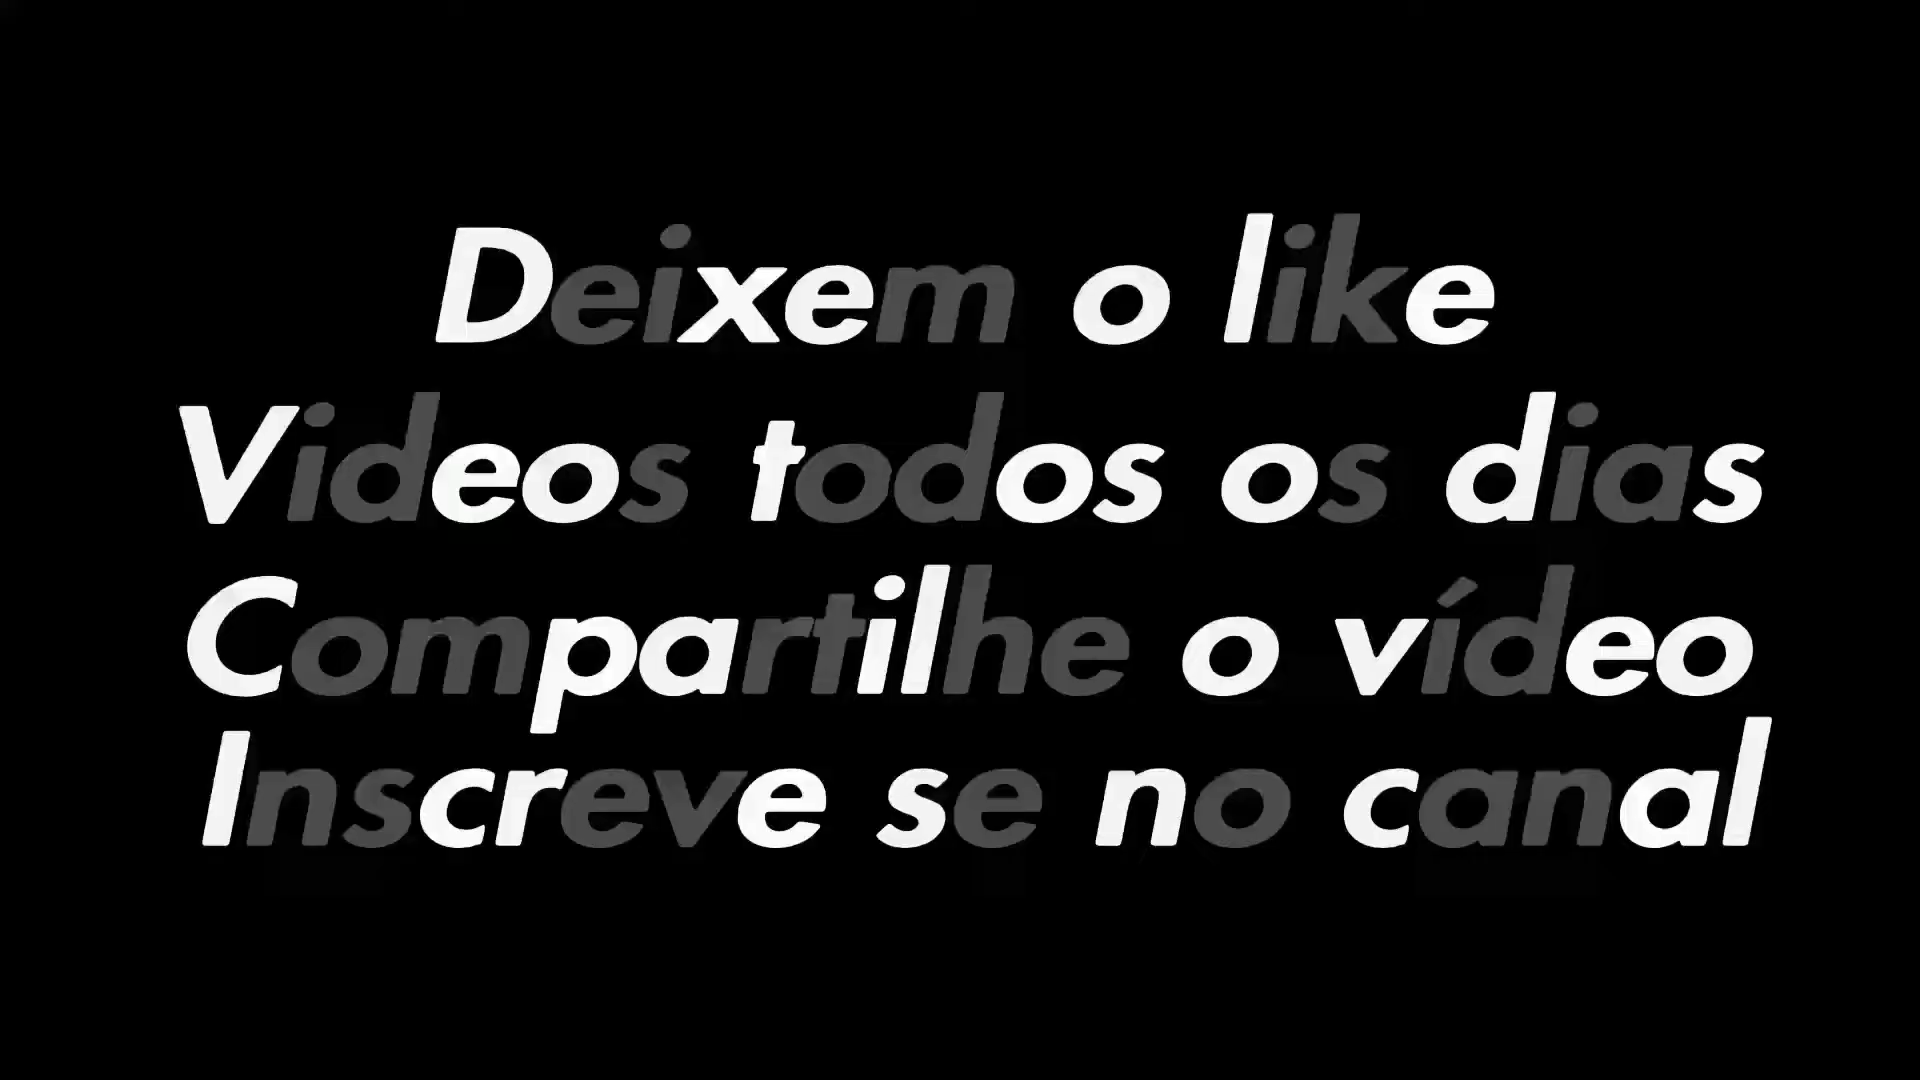 Deixem o like
Videos todos os dias
Compartilhe o vídeo
Inscreve se no canal